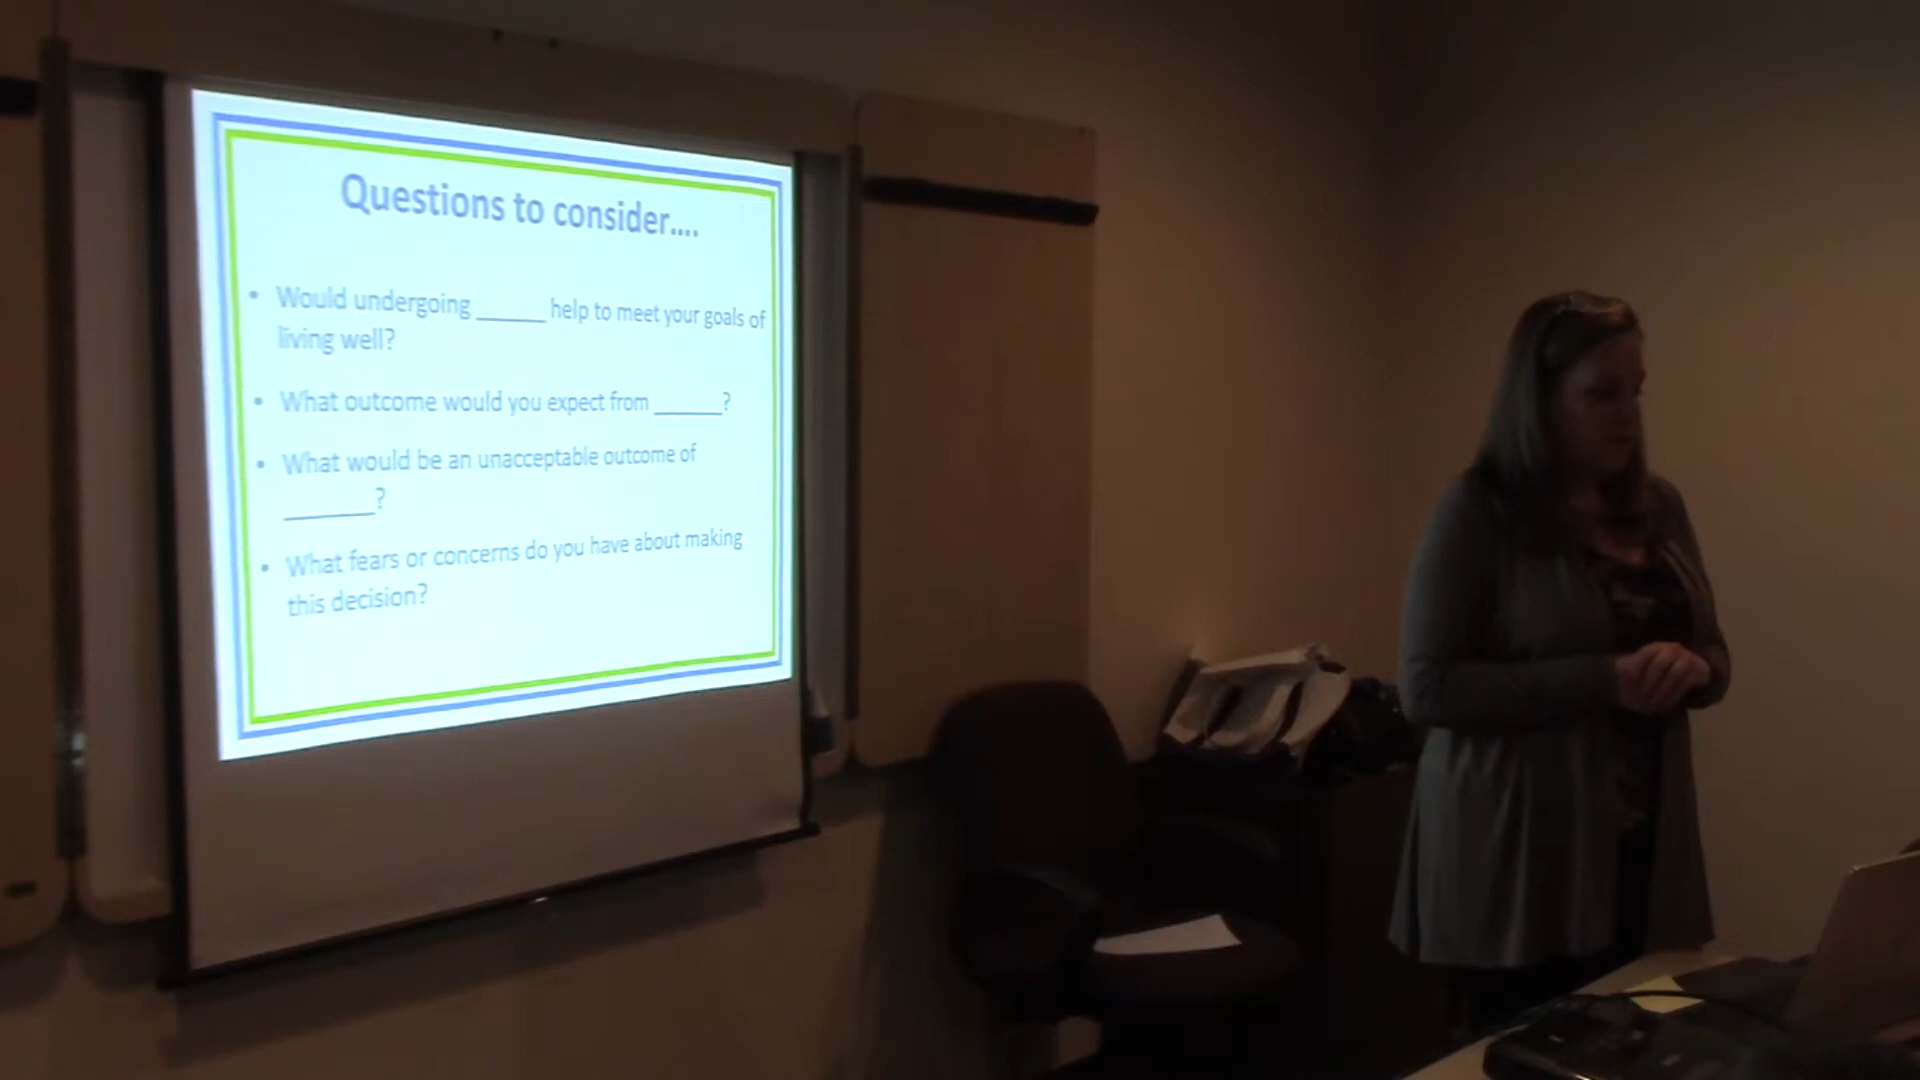 Questions to consider....
• Would undergoing ______ help to meet your goals of
living well?
• What outcome would you expect from ______?
• What would be an unacceptable outcome of
________?
• What fears or concerns do you have about making
this decision?